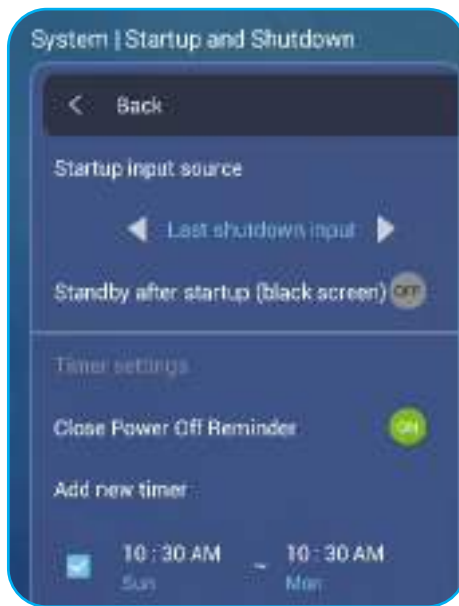 System | Startup and Shutdown
< Back
Startup input source
Last shutdown input
Standby after startup (black screen) OFF
Timer settings
Close Power Off Reminder ON
Add new timer
10 : 30 AM ~ 10 : 30 AM
Sun Mon